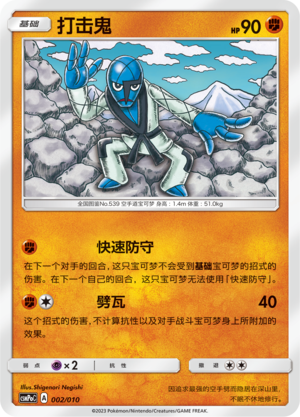 基础 打击鬼 HP 90
全国图鉴No.539 空手道宝可梦 身高：1.4m 体重：51.0kg
快速防守
在下一个对手的回合，这只宝可梦不会受到基础宝可梦的招式的
伤害。在下一个自己的回合，这只宝可梦无法使用「快速防守」。
劈瓦 40
这个招式的伤害，不计算抗性以及对手战斗宝可梦身上所附加的
效果。
弱点 ×2 抗性 撤退
Illus.Shigenori Negishi
A 002/010
因追求最强的空手劈而隐居在深山里，
不眠不休地修行。
©2023 Pokémon/Nintendo/Creatures/GAME FREAK.